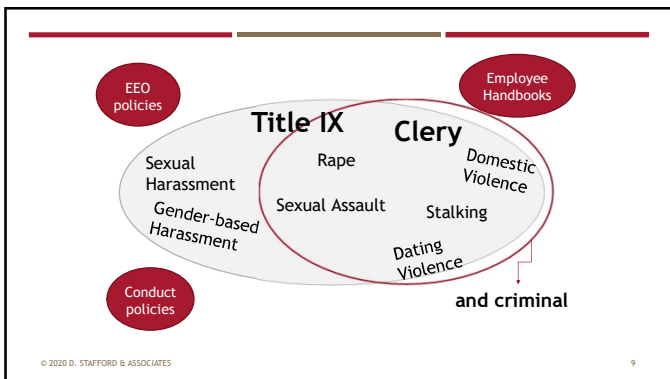 EEO
policies
Employee
Handbooks
Title IX
Clery
Rape
Domestic
Violence
Sexual
Harassment
Sexual Assault
Stalking
Gender-based
Harassment
Dating
Violence
Conduct
policies
and criminal
© 2020 D. STAFFORD & ASSOCIATES
9